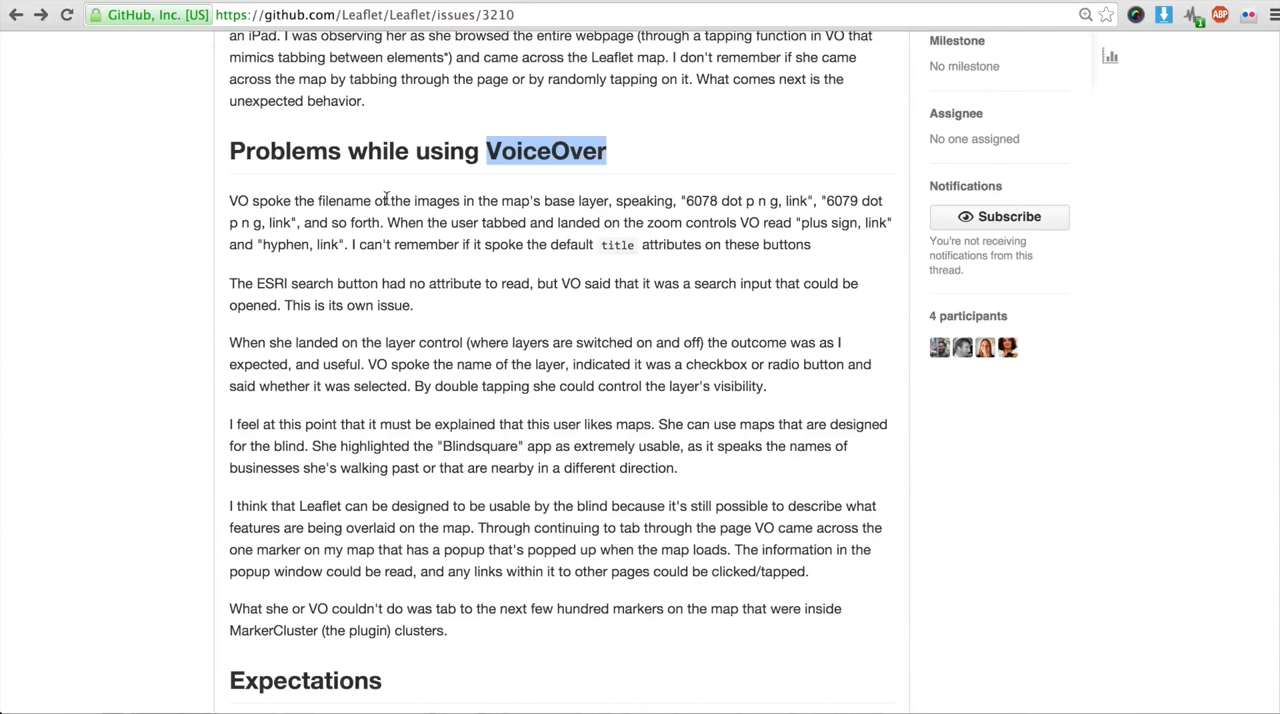 GitHub, Inc. [US] https://github.com/Leaflet/Leaflet/issues/3210
ABP
1
an iPad. I was observing her as she browsed the entire webpage (through a tapping function in VO that
mimics tabbing between elements*) and came across the Leaflet map. I don't remember if she came
across the map by tabbing through the page or by randomly tapping on it. What comes next is the
unexpected behavior.
Problems while using VoiceOver
VO spoke the filename of the images in the map's base layer, speaking, "6078 dot p n g, link", "6079 dot
p n g, link", and so forth. When the user tabbed and landed on the zoom controls VO read "plus sign, link"
and "hyphen, link". I can't remember if it spoke the default title attributes on these buttons
The ESRI search button had no attribute to read, but VO said that it was a search input that could be
opened. This is its own issue.
When she landed on the layer control (where layers are switched on and off) the outcome was as I
expected, and useful. VO spoke the name of the layer, indicated it was a checkbox or radio button and
said whether it was selected. By double tapping she could control the layer's visibility.
I feel at this point that it must be explained that this user likes maps. She can use maps that are designed
for the blind. She highlighted the "Blindsquare" app as extremely usable, as it speaks the names of
businesses she's walking past or that are nearby in a different direction.
I think that Leaflet can be designed to be usable by the blind because it's still possible to describe what
features are being overlaid on the map. Through continuing to tab through the page VO came across the
one marker on my map that has a popup that's popped up when the map loads. The information in the
popup window could be read, and any links within it to other pages could be clicked/tapped.
What she or VO couldn't do was tab to the next few hundred markers on the map that were inside
MarkerCluster (the plugin) clusters.
Expectations
Milestone
No milestone
Assignee
No one assigned
Notifications
Subscribe
You're not receiving
notifications from this
thread.
4 participants